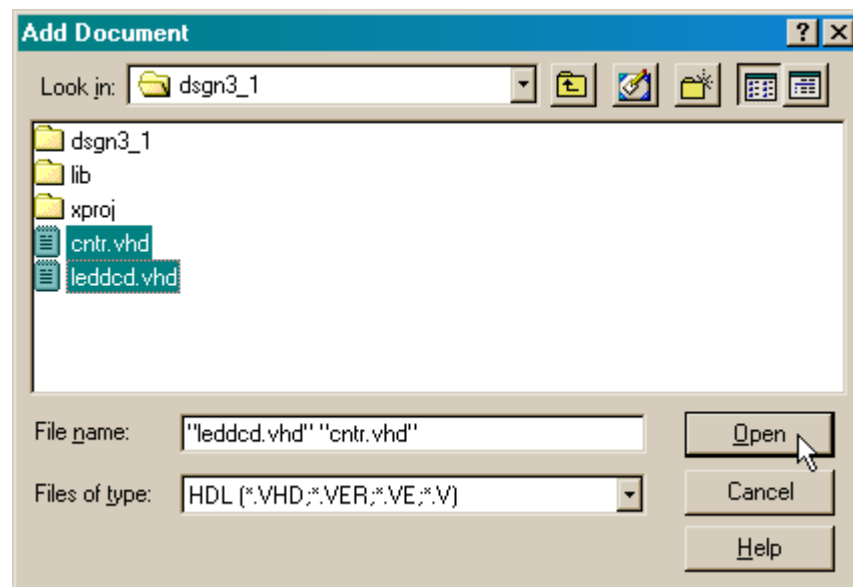 Add Document
Look in: dsgn3_1
dsgn3_1
lib
xproj
cntr.vhd
leddcd.vhd
File name: "leddcd.vhd" "cntr.vhd" Open
Files of type: HDL (*.VHD;*.VER;*.VE;*.V) Cancel
Help